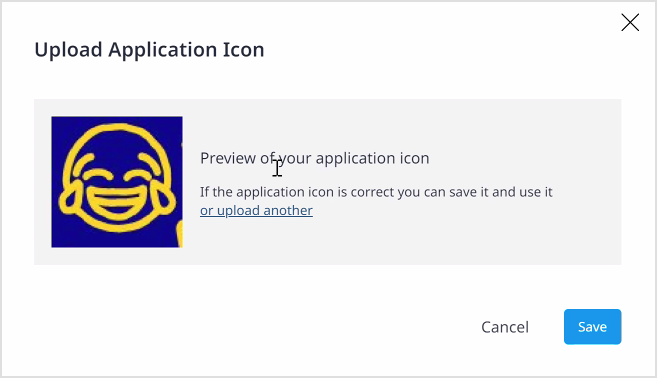 Upload Application Icon
Preview of your application icon
If the application icon is correct you can save it and use it
or upload another
Cancel
Save